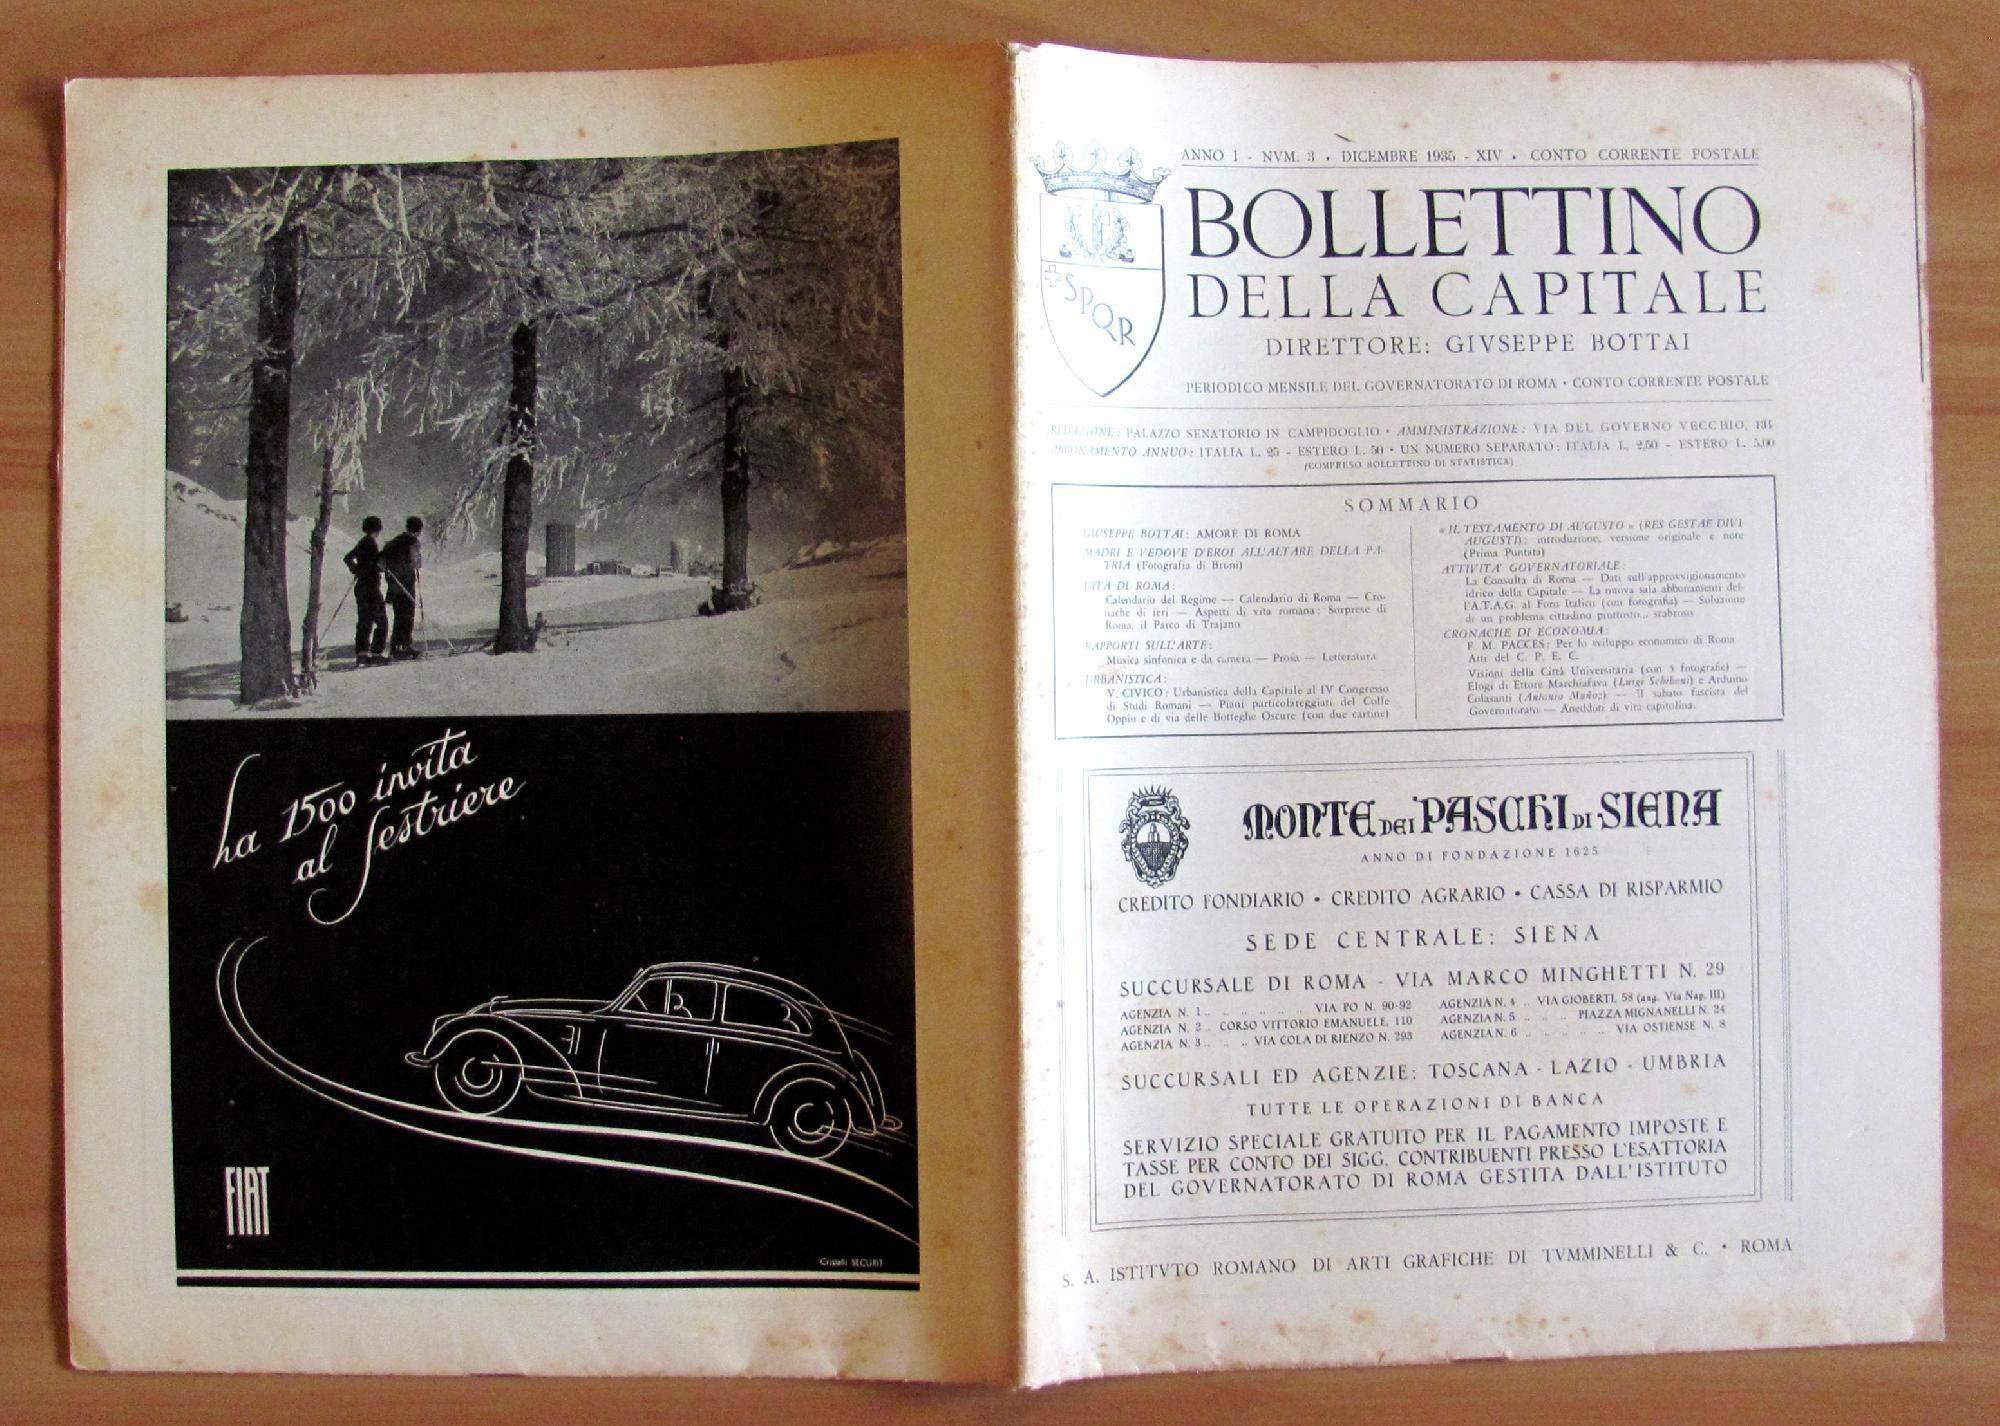 ha 1500 invita
al Sestriere
FIAT
Cristalli SECURIT
ANNO I - NVM. 3 • DICEMBRE 1935 - XIV • CONTO CORRENTE POSTALE
SPQR
BOLLETTINO
DELLA CAPITALE
DIRETTORE: GIVSEPPE BOTTAI
PERIODICO MENSILE DEL GOVERNATORATO DI ROMA • CONTO CORRENTE POSTALE
REDAZIONE: PALAZZO SENATORIO IN CAMPIDOGLIO • AMMINISTRAZIONE: VIA DEL GOVERNO VECCHIO, 134
ABBONAMENTO ANNUO: ITALIA L. 25 - ESTERO L. 50 • UN NUMERO SEPARATO: ITALIA L. 2,50 - ESTERO L. 5,00
(COMPRESO BOLLETTINO DI STATISTICA)
SOMMARIO
GIUSEPPE BOTTAI: AMORE DI ROMA
MADRI E VEDOVE D'EROI ALL'ALTARE DELLA PA-
TRIA (Fotografia di Bruni)
VITA DI ROMA:
Calendario del Regime — Calendario di Roma — Cro-
nache di ieri — Aspetti di vita romana: Sorprese di
Roma, il Parco di Traiano
RAPPORTI SULL'ARTE:
Musica sinfonica e da camera — Prosa — Letteratura
URBANISTICA:
V. CIVICO: Urbanistica della Capitale al IV Congresso
di Studi Romani — Piani particolareggiati del Colle
Oppio e di via delle Botteghe Oscure (con due cartine)
« IL TESTAMENTO DI AUGUSTO » (RES GESTAE DIVI
AUGUSTI): introduzione, versione originale e note
(Prima Puntata)
ATTIVITA' GOVERNATORIALE:
La Consulta di Roma — Dati sull'approvvigionamento
idrico della Capitale — La nuova sala abbonamenti del-
l'A.T.A.G. al Foro Italico (con fotografia) — Soluzione
di un problema cittadino piuttosto... scabroso
CRONACHE DI ECONOMIA:
F. M. PACCES: Per lo sviluppo economico di Roma
Atti del C. P. E. C.
Visioni della Città Universitaria (con 5 fotografie) —
Elogi di Ettore Marchiafava (Luigi Schiboni) e Arduino
Colasanti (Antonio Muñoz) — Il sabato fascista del
Governatorato — Aneddoti di vita capitolina.
MONTE DEI PASCHI DI SIENA
ANNO DI FONDAZIONE 1625
CREDITO FONDIARIO • CREDITO AGRARIO • CASSA DI RISPARMIO
SEDE CENTRALE: SIENA
SUCCURSALE DI ROMA - VIA MARCO MINGHETTI N. 29
AGENZIA N. 1 .. .. .. .. .. .. VIA PO N. 90-92
AGENZIA N. 2 .. CORSO VITTORIO EMANUELE, 110
AGENZIA N. 3 .. .. .. VIA COLA DI RIENZO N. 293
AGENZIA N. 4 .. VIA GIOBERTI, 58 (ang. Via Nap. III)
AGENZIA N. 5 .. .. .. PIAZZA MIGNANELLI N. 24
AGENZIA N. 6 .. .. .. .. .. VIA OSTIENSE N. 8
SUCCURSALI ED AGENZIE: TOSCANA - LAZIO - UMBRIA
TUTTE LE OPERAZIONI DI BANCA
SERVIZIO SPECIALE GRATUITO PER IL PAGAMENTO IMPOSTE E
TASSE PER CONTO DEI SIGG. CONTRIBUENTI PRESSO L'ESATTORIA
DEL GOVERNATORATO DI ROMA GESTITA DALL'ISTITUTO
S. A. ISTITVTO ROMANO DI ARTI GRAFICHE DI TVMMINELLI & C. • ROMA